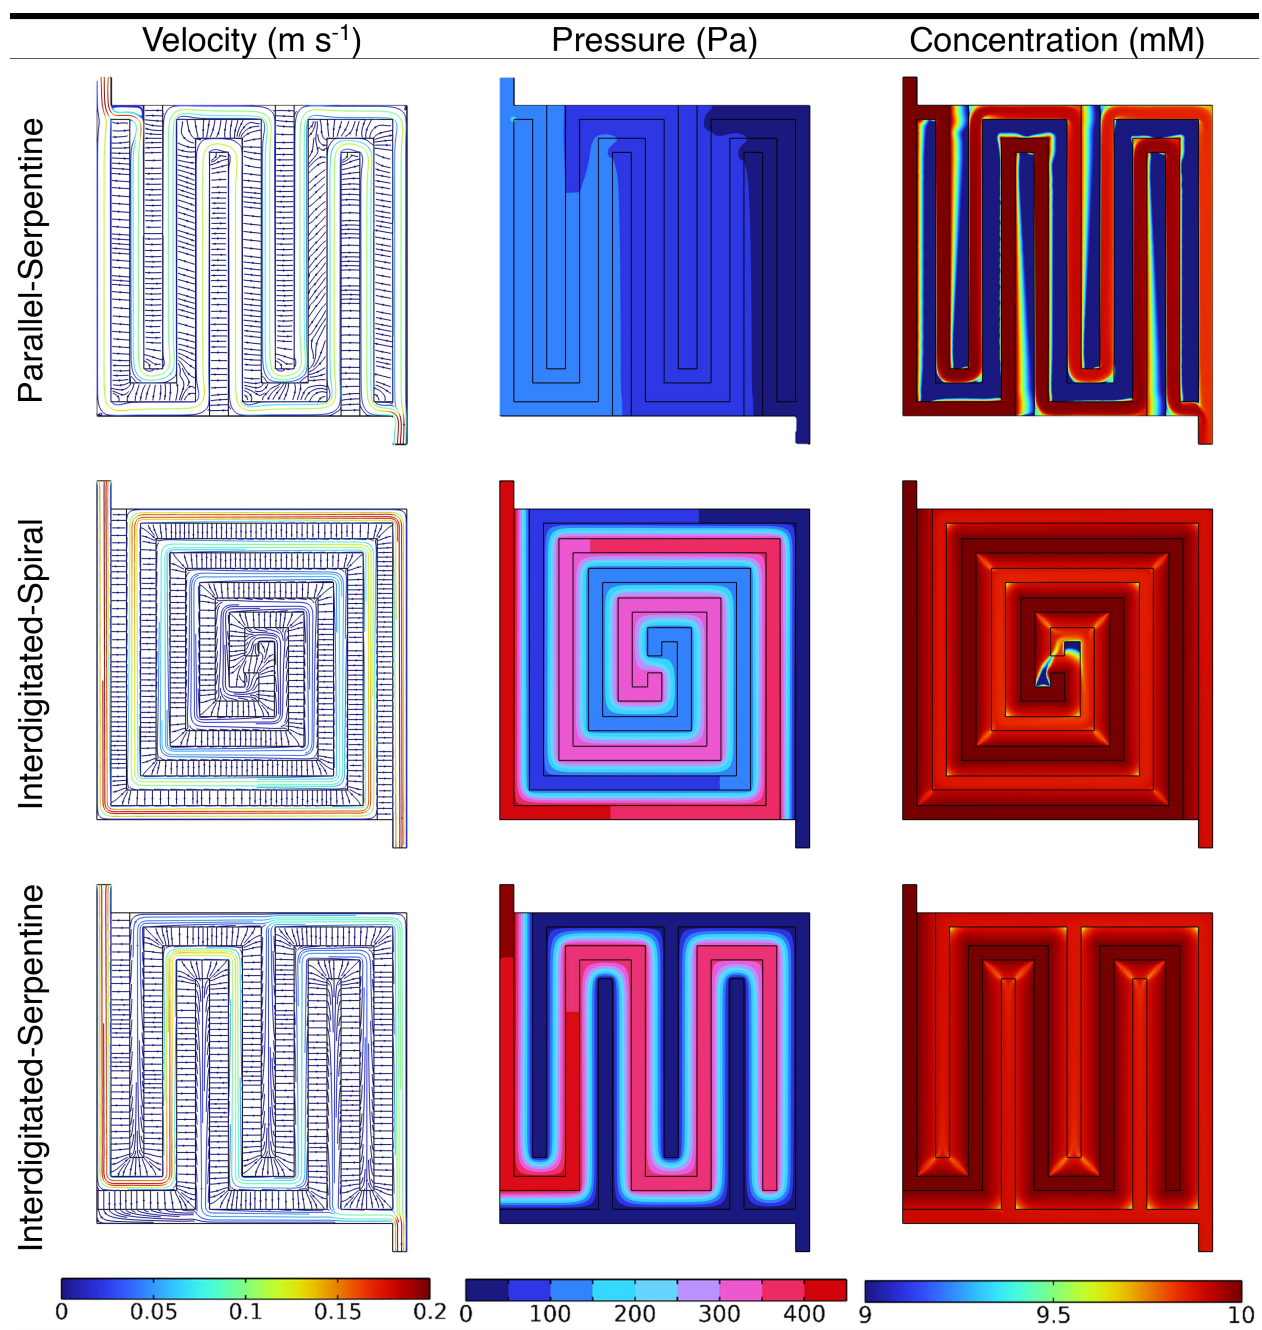 Velocity (m s-1) Pressure (Pa) Concentration (mM)
Parallel-Serpentine
Interdigitated-Spiral
Interdigitated-Serpentine
0 0.05 0.1 0.15 0.2
0 100 200 300 400
9 9.5 10